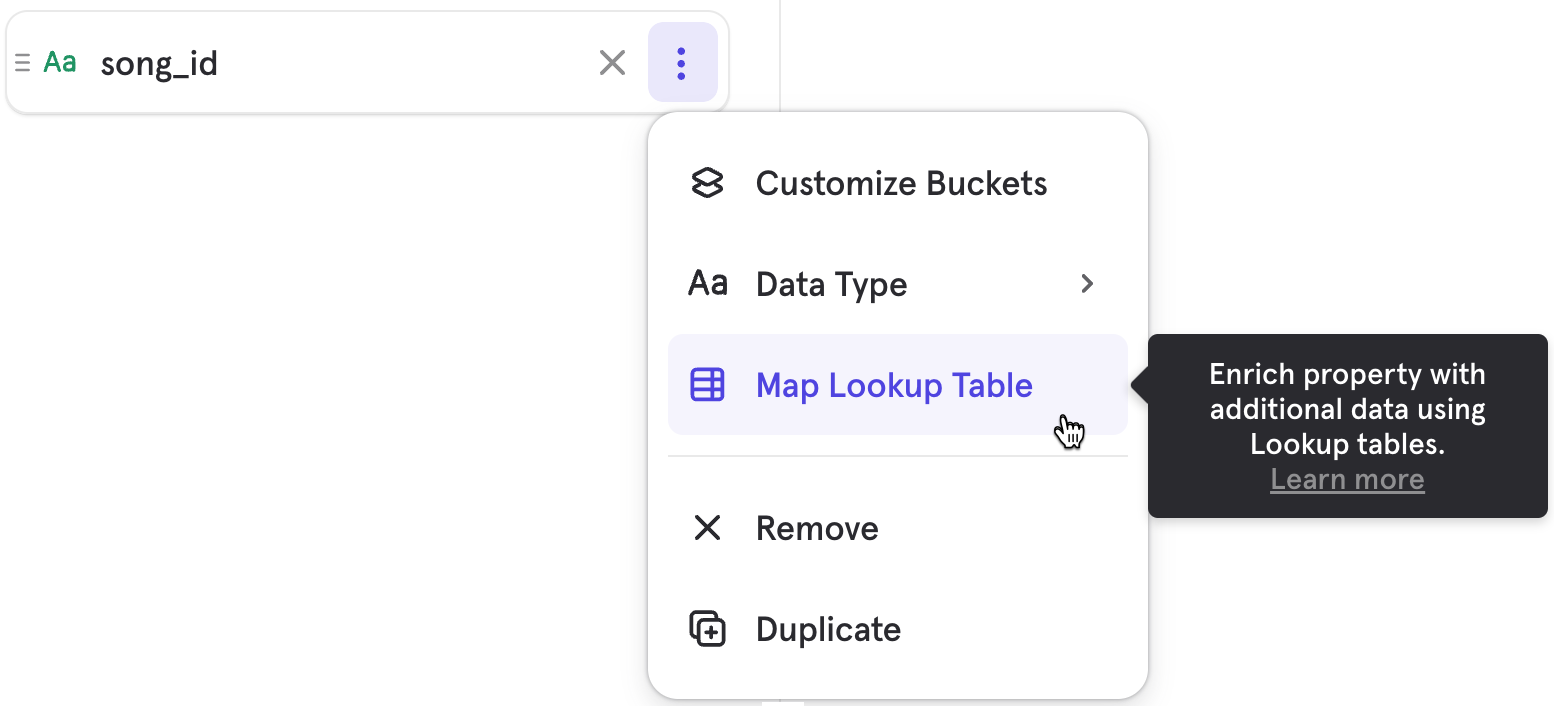 Aa song_id
Customize Buckets
Aa Data Type
Map Lookup Table
Enrich property with
additional data using
Lookup tables.
Learn more
Remove
Duplicate